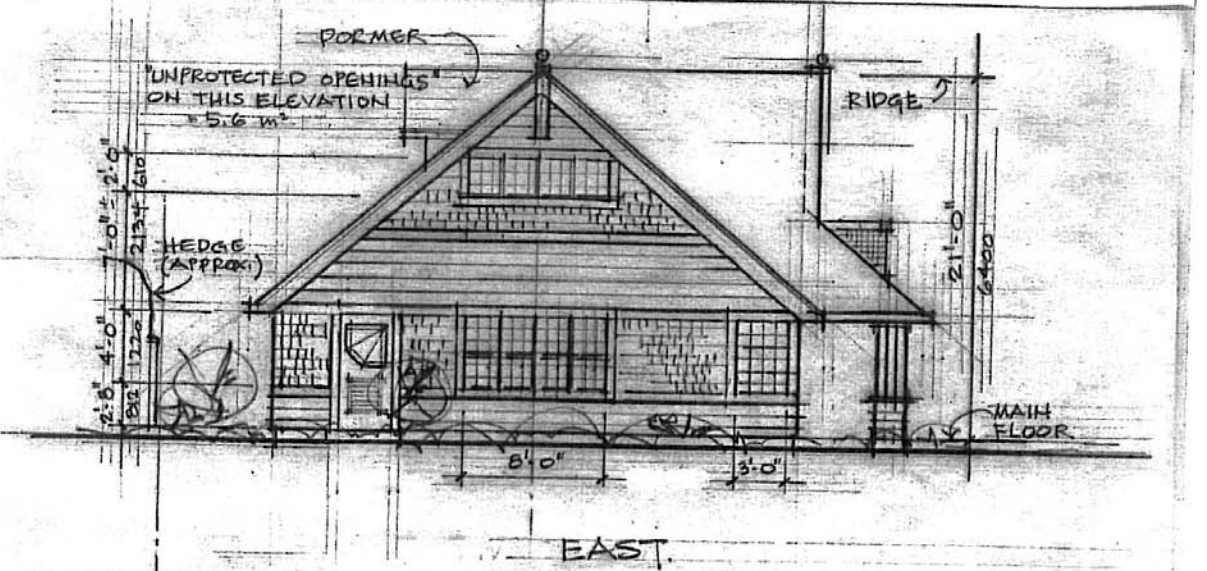 DORMER
"UNPROTECTED OPENINGS"
ON THIS ELEVATION
= 5.6 m²
RIDGE
2'-0"
610
7'-0"
2134
HEDGE
(APPROX.)
4'-0"
1220
2'-8"
812
21'-0"
6400
MAIN
FLOOR
8'-0"
3'-0"
EAST.